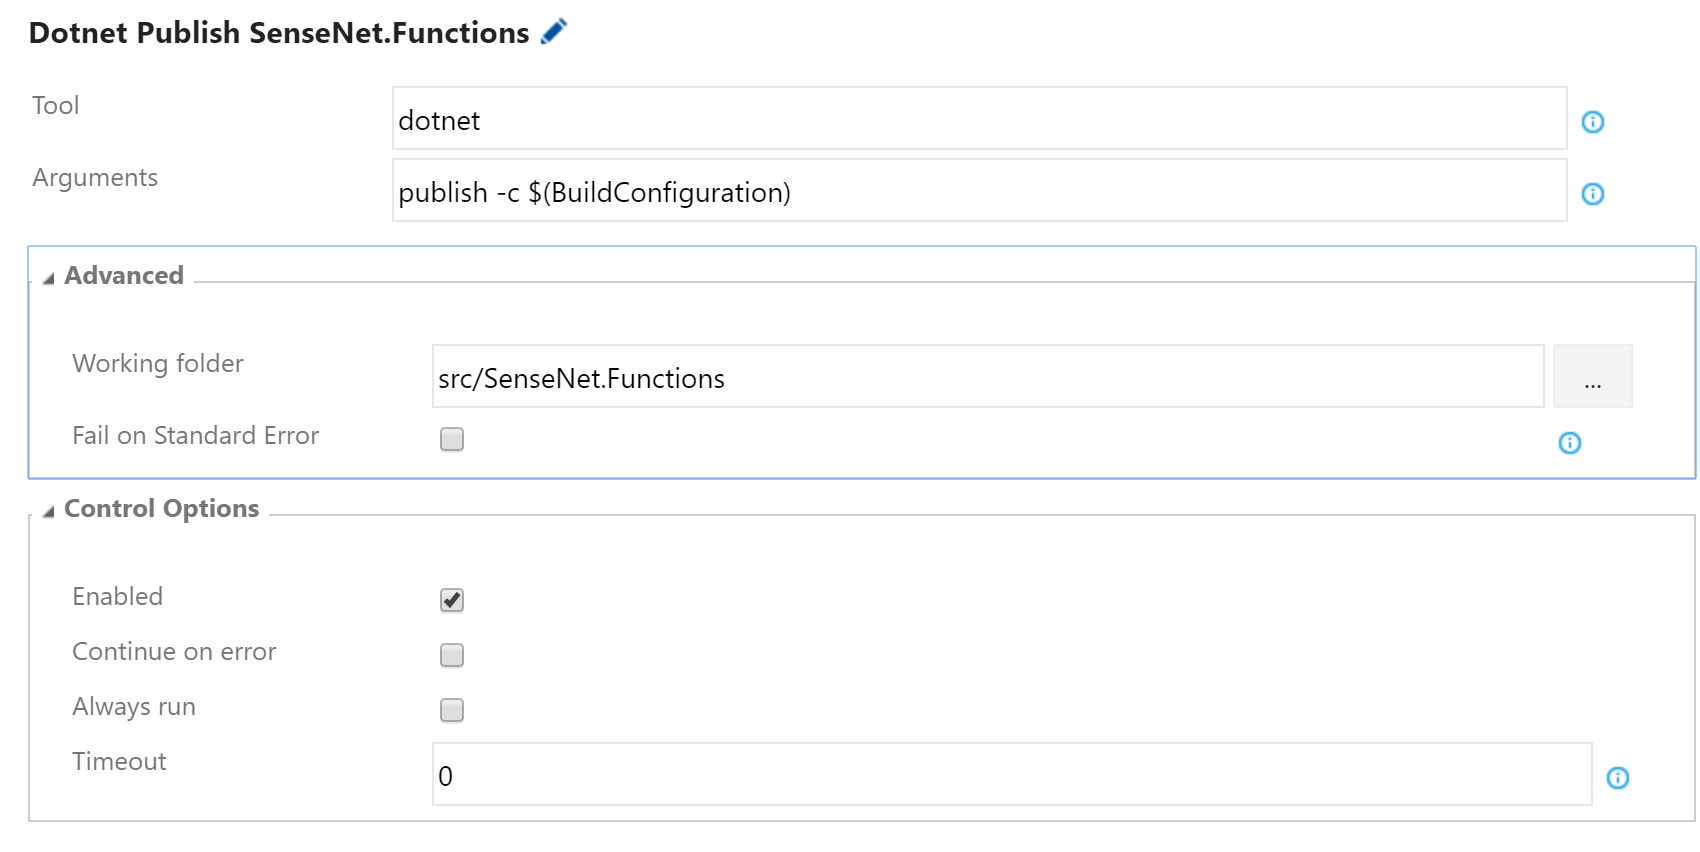 Dotnet Publish SenseNet.Functions
Tool
dotnet
Arguments
publish -c $(BuildConfiguration)
Advanced
Working folder
src/SenseNet.Functions
...
Fail on Standard Error
Control Options
Enabled
Continue on error
Always run
Timeout
0